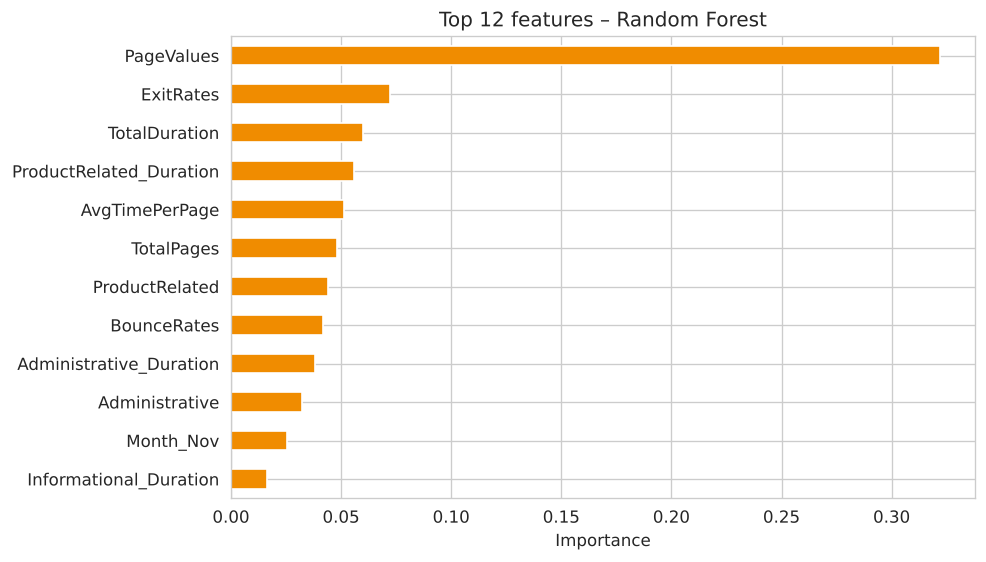 Top 12 features – Random Forest
PageValues
ExitRates
TotalDuration
ProductRelated_Duration
AvgTimePerPage
TotalPages
ProductRelated
BounceRates
Administrative_Duration
Administrative
Month_Nov
Informational_Duration
0.00 0.05 0.10 0.15 0.20 0.25 0.30
Importance